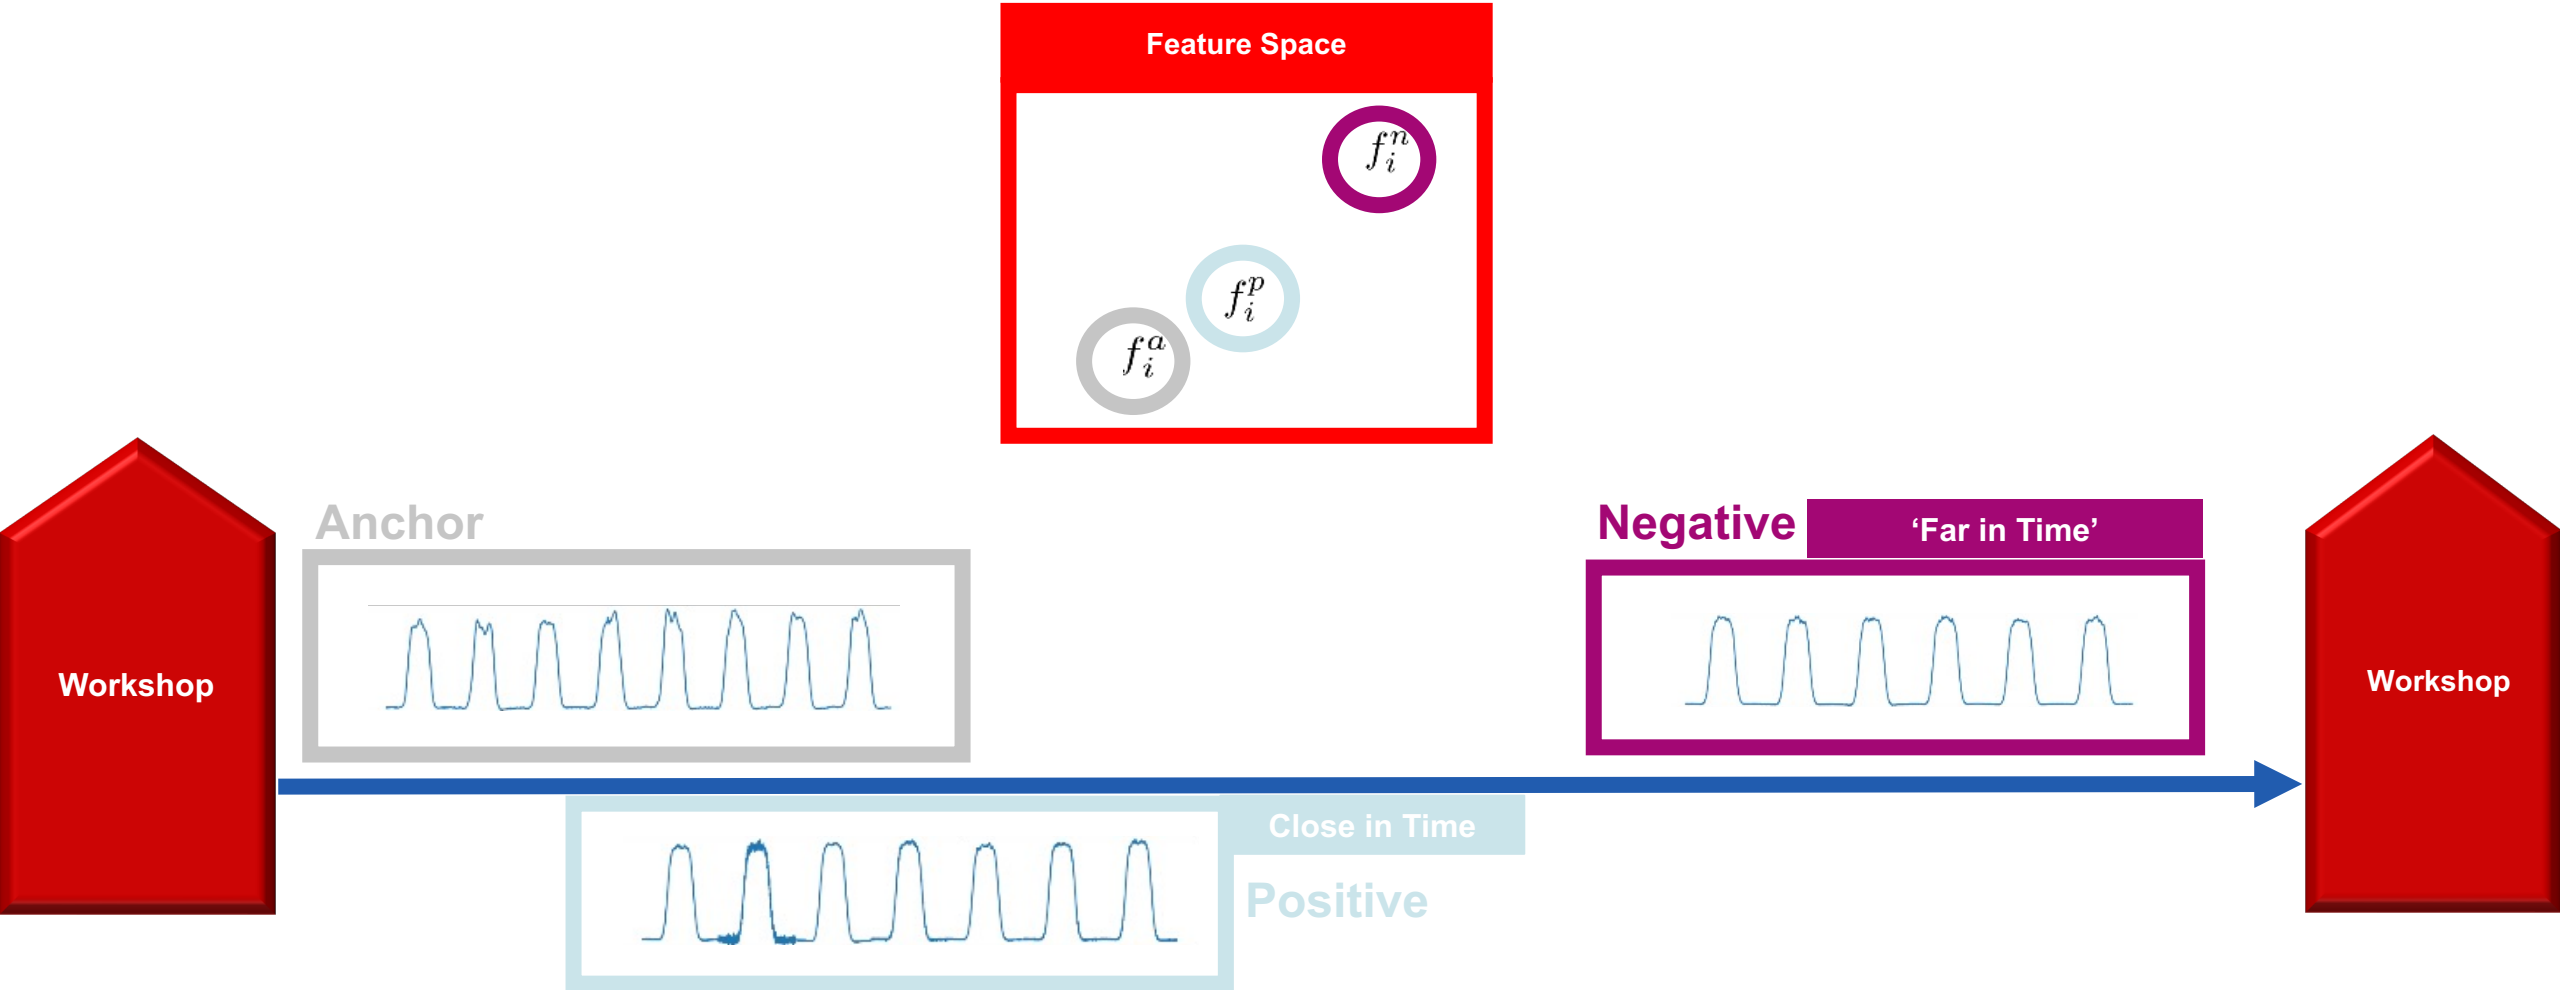 Feature Space
f_i^n
f_i^p
f_i^a
Anchor
Negative
‘Far in Time’
Workshop
Workshop
Close in Time
Positive